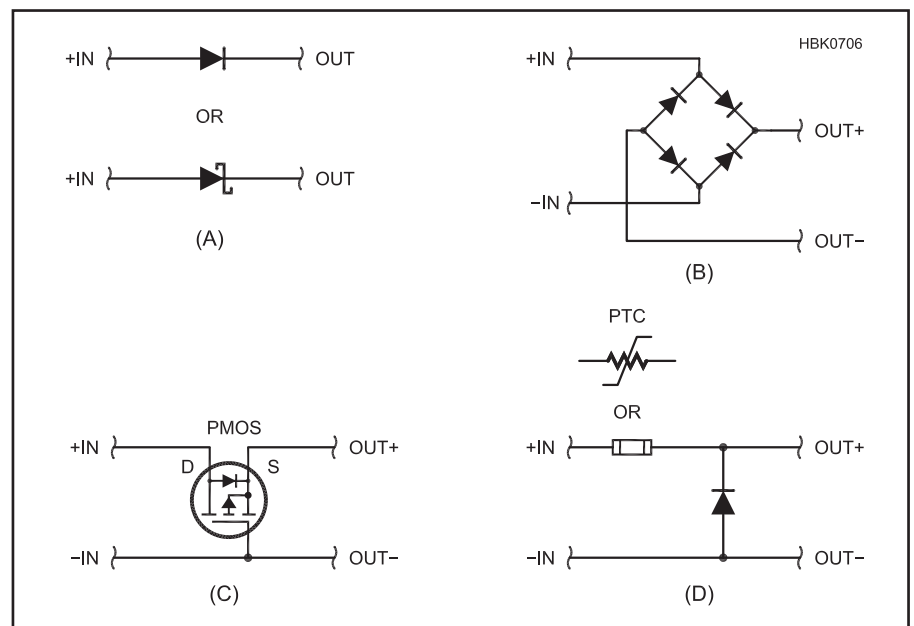 HBK0706
+IN
OUT
OR
+IN
OUT
(A)
+IN
OUT+
−IN
OUT−
(B)
PMOS
+IN
OUT+
D
S
−IN
OUT−
(C)
PTC
OR
+IN
OUT+
−IN
OUT−
(D)